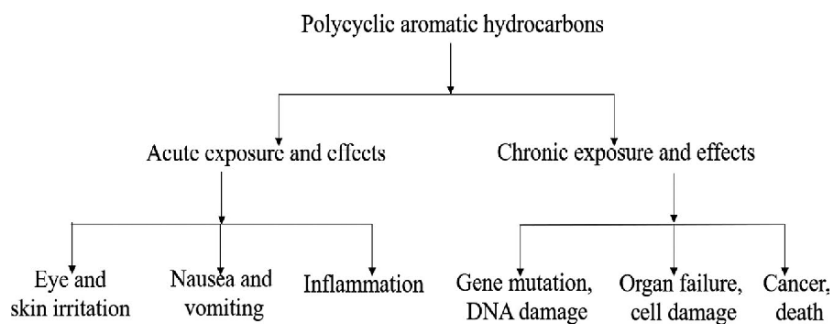 Polycyclic aromatic hydrocarbons
Acute exposure and effects
Chronic exposure and effects
Eye and
skin irritation
Nausea and
vomiting
Inflammation
Gene mutation,
DNA damage
Organ failure,
cell damage
Cancer,
death